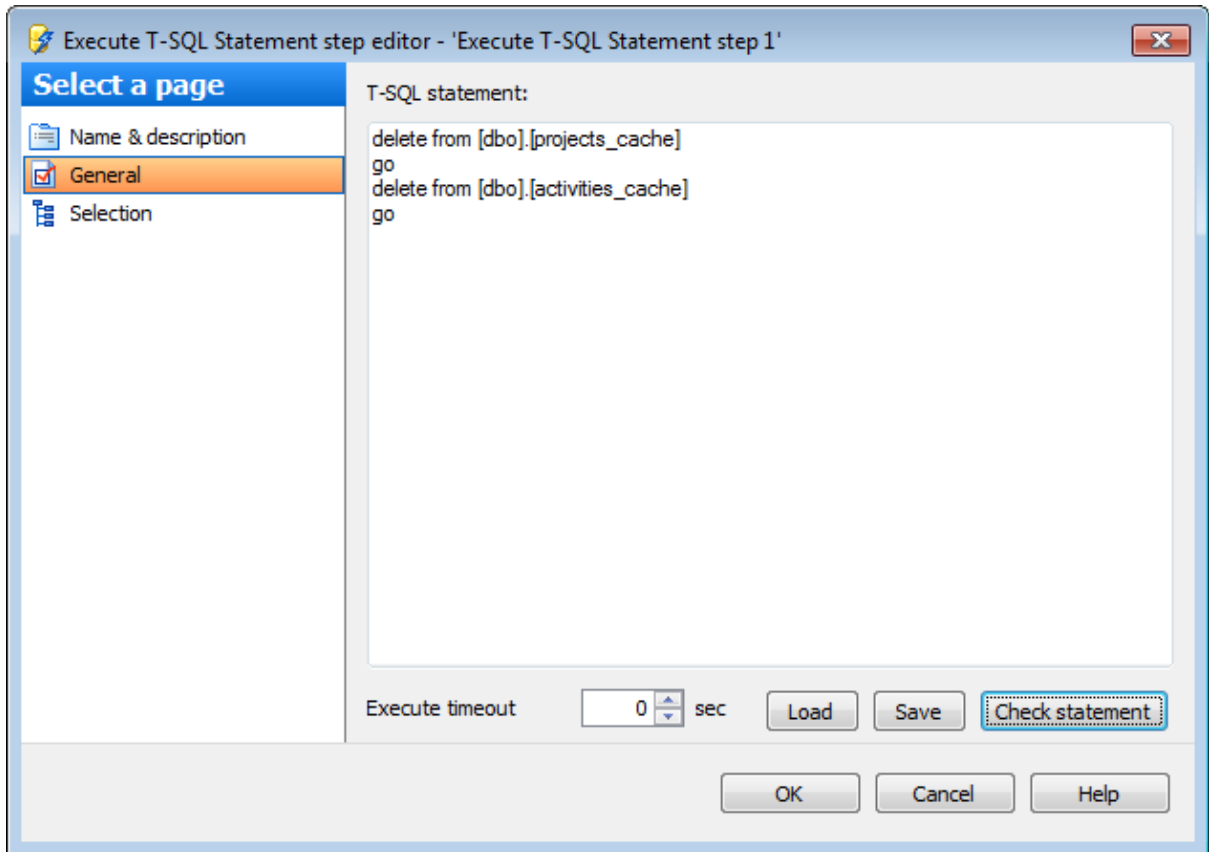 Execute T-SQL Statement step editor - 'Execute T-SQL Statement step 1'
Select a page
Name & description
General
Selection
T-SQL statement:
delete from [dbo].[projects_cache]
go
delete from [dbo].[activities_cache]
go
Execute timeout 0 sec Load Save Check statement
OK Cancel Help